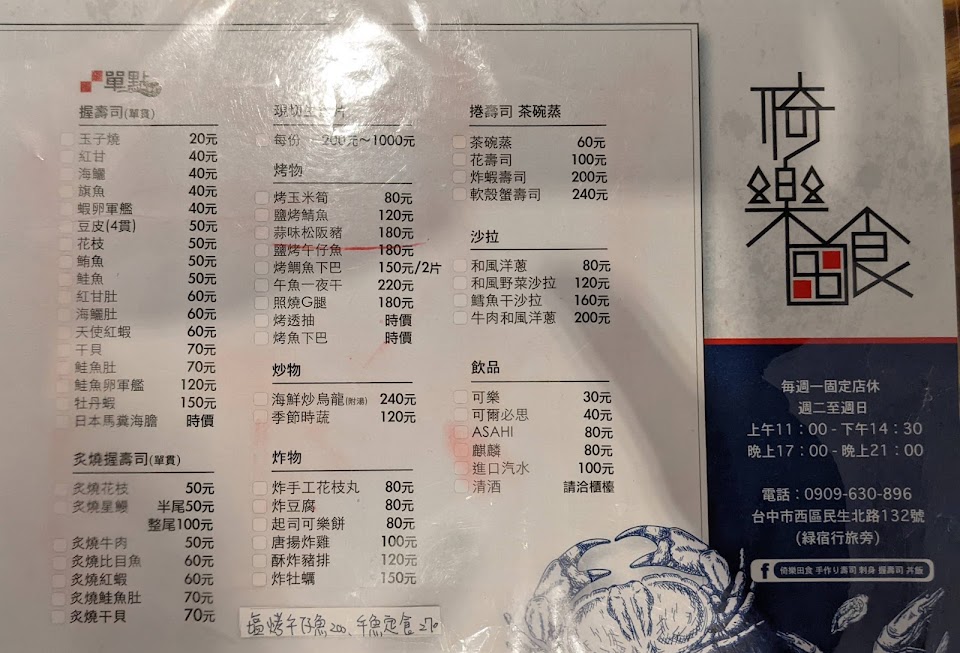 單點
握壽司(單貫)
玉子燒 20元
紅甘 40元
海鱺 40元
旗魚 40元
蝦卵軍艦 40元
豆皮(4貫) 50元
花枝 50元
鮪魚 50元
鮭魚 50元
紅甘肚 60元
海鱺肚 60元
天使紅蝦 60元
干貝 70元
鮭魚肚 70元
鮭魚卵軍艦 120元
牡丹蝦 150元
日本馬糞海膽 時價
炙燒握壽司(單貫)
炙燒花枝 50元
炙燒星鰻 半尾50元
整尾100元
炙燒牛肉 50元
炙燒比目魚 60元
炙燒紅蝦 60元
炙燒鮭魚肚 70元
炙燒干貝 70元
現切生魚片
每份 200元～1000元
烤物
烤玉米筍 80元
鹽烤鯖魚 120元
蒜味松阪豬 180元
鹽烤午仔魚 180元
烤鯛魚下巴 150元/2片
午魚一夜干 220元
照燒G腿 180元
烤透抽 時價
烤魚下巴 時價
炒物
海鮮炒烏龍(附湯) 240元
季節時蔬 120元
炸物
炸手工花枝丸 80元
炸豆腐 80元
起司可樂餅 80元
唐揚炸雞 100元
酥炸豬排 120元
炸牡蠣 150元
塩烤午仔魚200、午魚定食270
捲壽司 茶碗蒸
茶碗蒸 60元
花壽司 100元
炸蝦壽司 200元
軟殼蟹壽司 240元
沙拉
和風洋蔥 80元
和風野菜沙拉 120元
鱈魚干沙拉 160元
牛肉和風洋蔥 200元
飲品
可樂 30元
可爾必思 40元
ASAHI 80元
麒麟 80元
進口汽水 100元
清酒 請洽櫃檯
倚樂田食
每週一固定店休
週二至週日
上午11：00 - 下午14：30
晚上17：00 - 晚上21：00
電話：0909-630-896
台中市西區民生北路132號
(綠宿行旅旁)
f 倚樂田食 手作り壽司 刺身 握壽司 丼飯